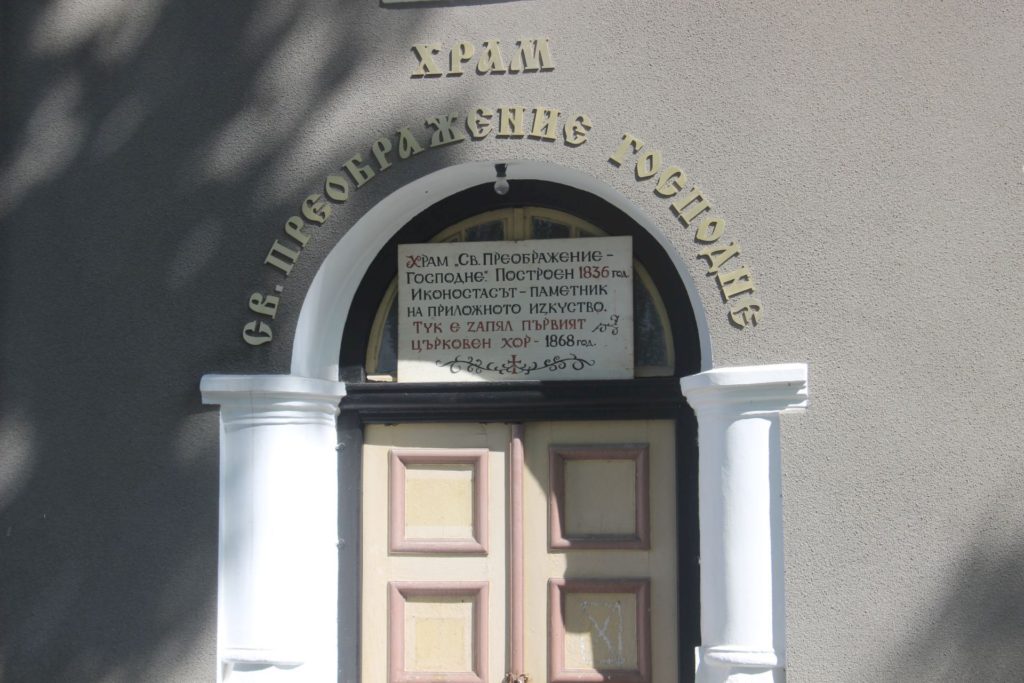 ХРАМ
СВ. ПРЕОБРАЖЕНИЕ ГОСПОДНЕ
ХРАМ „СВ. ПРЕОБРАЖЕНИЕ –
ГОСПОДНЕ“. ПОСТРОЕН 1836 ГОД.
ИКОНОСТАСЪТ – ПАМЕТНИК
НА ПРИЛОЖНОТО ИЗКУСТВО.
ТУК Е ЗАПЯЛ ПЪРВИЯТ
ЦЪРКОВЕН ХОР – 1868 ГОД.